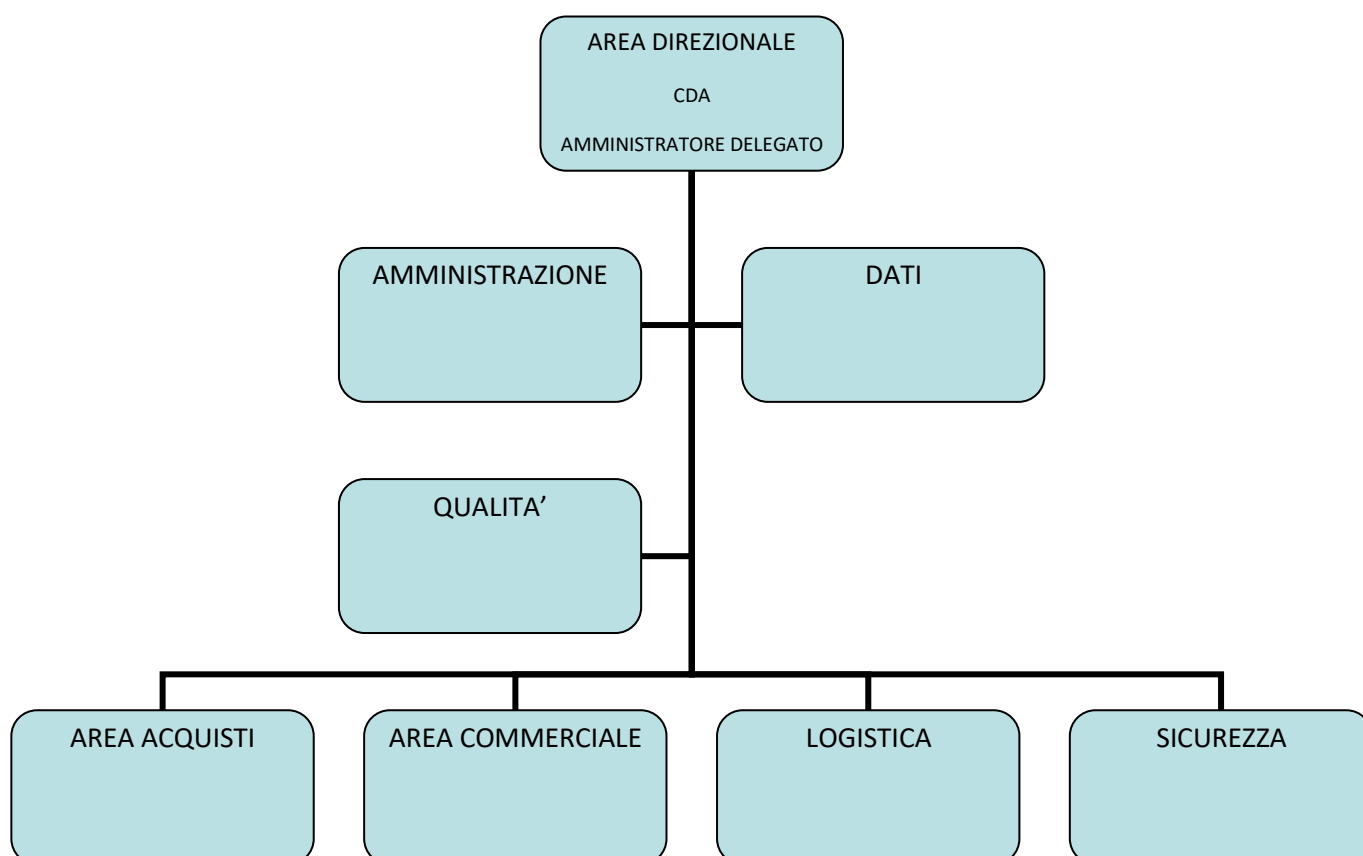 AREA DIREZIONALE
CDA
AMMINISTRATORE DELEGATO
AMMINISTRAZIONE
DATI
QUALITA’
AREA ACQUISTI
AREA COMMERCIALE
LOGISTICA
SICUREZZA